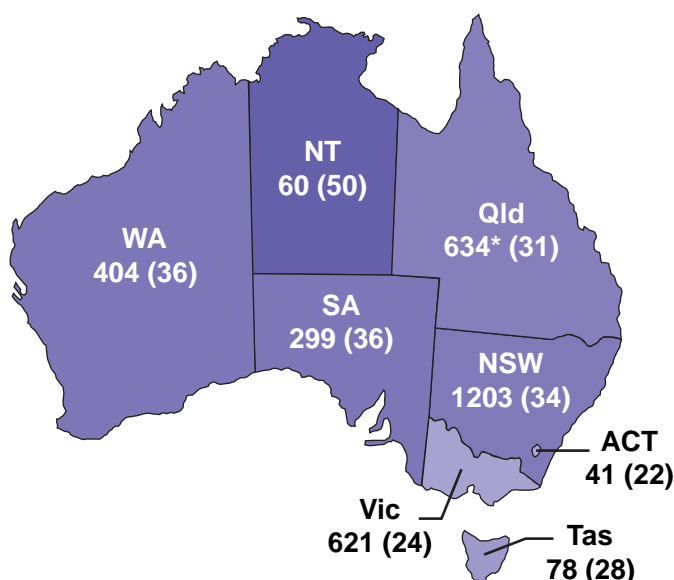 NT
60 (50)
Qld
634* (31)
WA
404 (36)
SA
299 (36)
NSW
1203 (34)
ACT
41 (22)
Vic
621 (24)
Tas
78 (28)